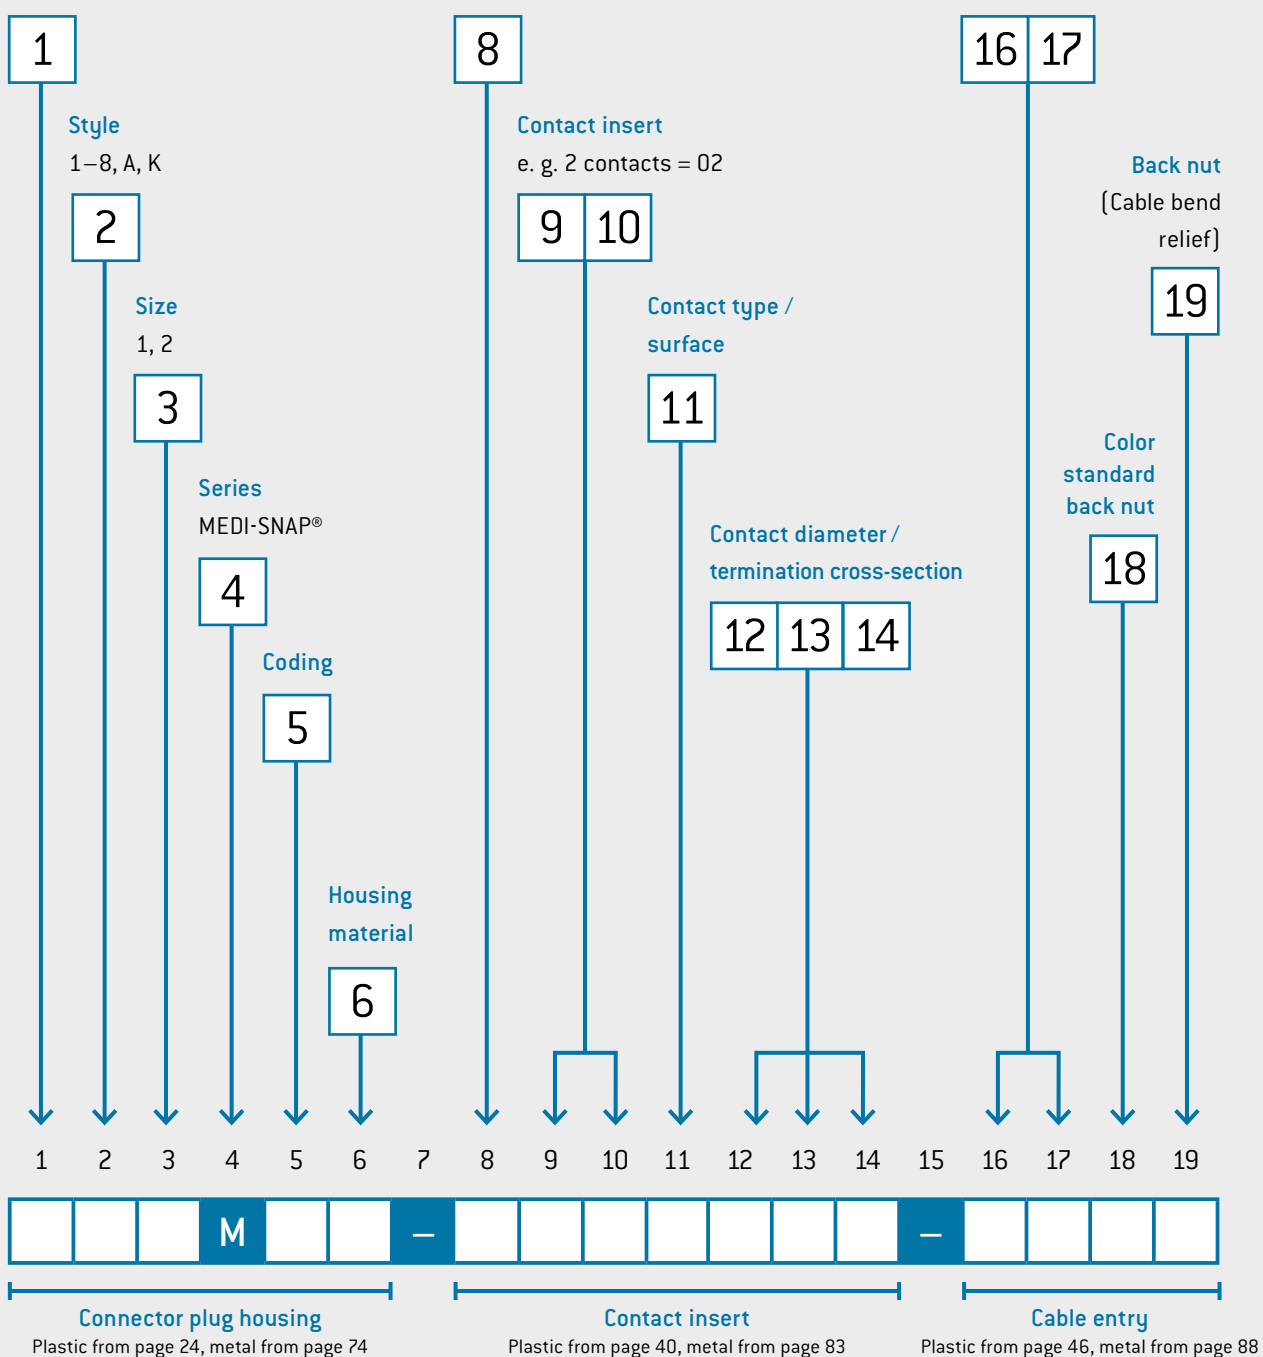 1
8
16 17
Style
1–8, A, K
2
Contact insert
e. g. 2 contacts = 02
9 10
Back nut
(Cable bend
relief)
19
Size
1, 2
3
Contact type /
surface
11
Color
standard
back nut
18
Series
MEDI-SNAP®
4
Contact diameter /
termination cross-section
12 13 14
Coding
5
Housing
material
6
1 2 3 4 5 6 7 8 9 10 11 12 13 14 15 16 17 18 19
M – –
Connector plug housing
Plastic from page 24, metal from page 74
Contact insert
Plastic from page 40, metal from page 83
Cable entry
Plastic from page 46, metal from page 88